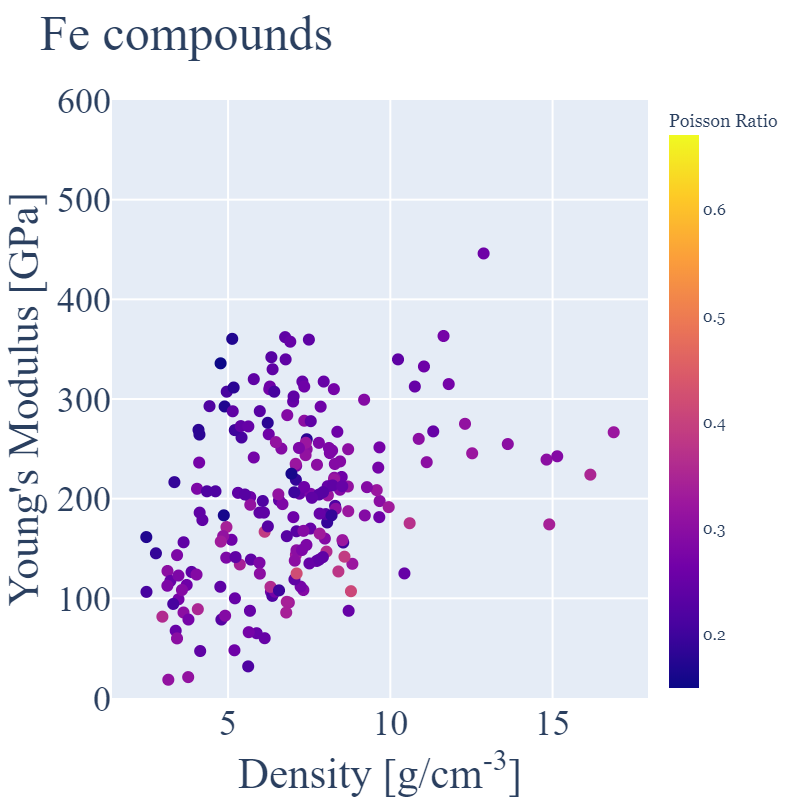 Fe compounds
Poisson Ratio
0.6
0.5
0.4
0.3
0.2
Young's Modulus [GPa]
600
500
400
300
200
100
0
5 10 15
Density [g/cm⁻³]